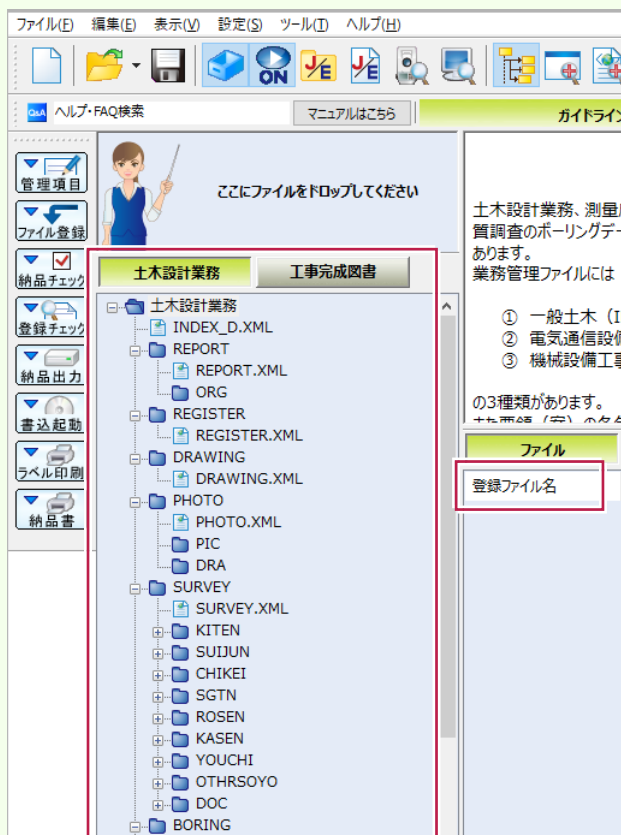 ファイル(F) 編集(E) 表示(V) 設定(S) ツール(T) ヘルプ(H)
ON J/E J/E
Q&A ヘルプ・FAQ検索 マニュアルはこちら ガイドライン
管理項目
ファイル登録
納品チェック
登録チェック
納品出力
書込起動
ラベル印刷
納品書
ここにファイルをドロップしてください
土木設計業務 工事完成図書
土木設計業務
INDEX_D.XML
REPORT
REPORT.XML
ORG
REGISTER
REGISTER.XML
DRAWING
DRAWING.XML
PHOTO
PHOTO.XML
PIC
DRA
SURVEY
SURVEY.XML
KITEN
SUIJUN
CHIKEI
SGTN
ROSEN
KASEN
YOUCHI
OTHRSOYO
DOC
BORING
土木設計業務、測量
質調査のボーリングデー
あります。
業務管理ファイルには
① 一般土木（I
② 電気通信設
③ 機械設備工
の3種類があります。
ファイル
登録ファイル名